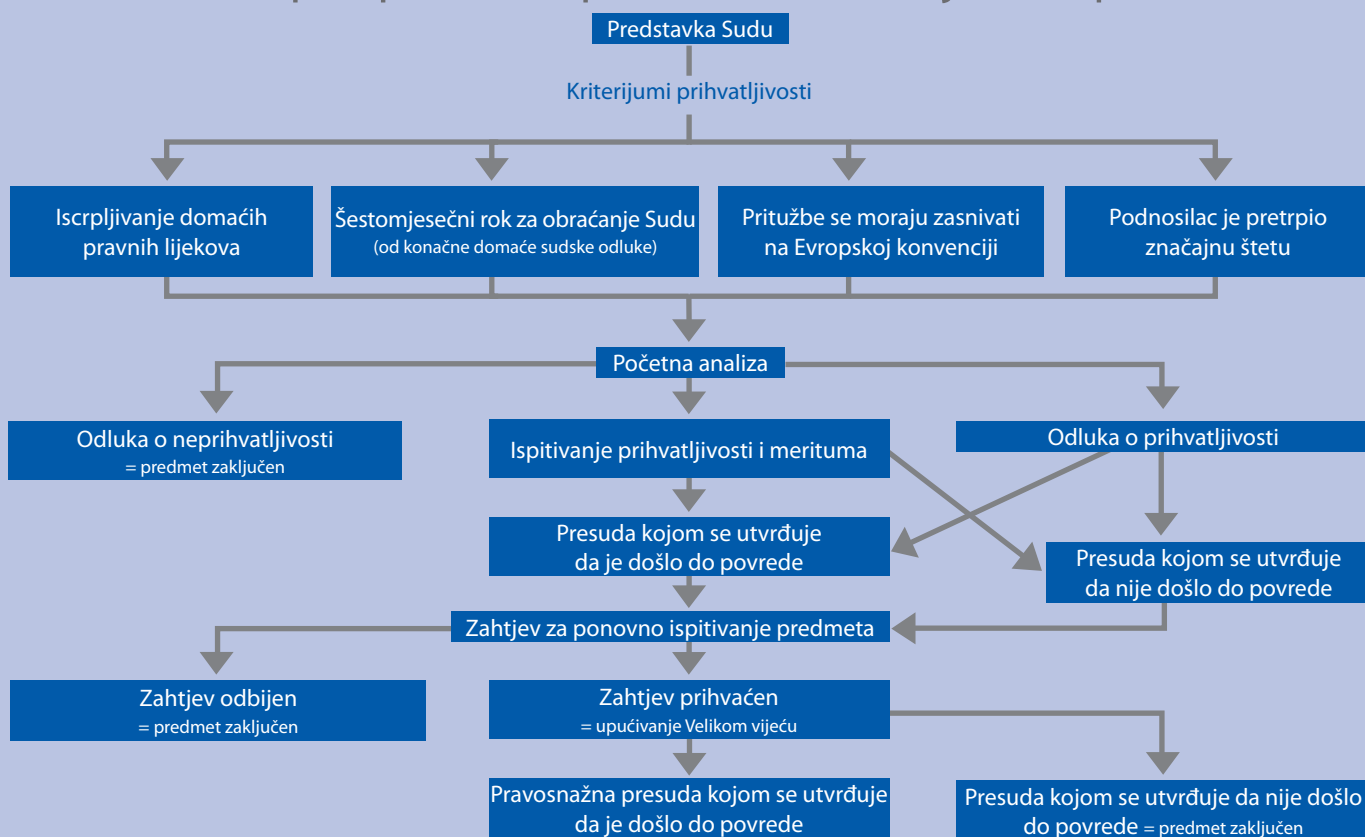 Predstavka Sudu
Kriterijumi prihvatljivosti
Iscrpljivanje domaćih
pravnih lijekova
Šestomjesečni rok za obraćanje Sudu
(od konačne domaće sudske odluke)
Pritužbe se moraju zasnivati
na Evropskoj konvenciji
Podnosilac je pretrpio
značajnu štetu
Početna analiza
Odluka o neprihvatljivosti
= predmet zaključen
Ispitivanje prihvatljivosti i merituma
Odluka o prihvatljivosti
Presuda kojom se utvrđuje
da je došlo do povrede
Presuda kojom se utvrđuje
da nije došlo do povrede
Zahtjev za ponovno ispitivanje predmeta
Zahtjev odbijen
= predmet zaključen
Zahtjev prihvaćen
= upućivanje Velikom vijeću
Pravosnažna presuda kojom se utvrđuje
da je došlo do povrede
Presuda kojom se utvrđuje da nije došlo
do povrede = predmet zaključen